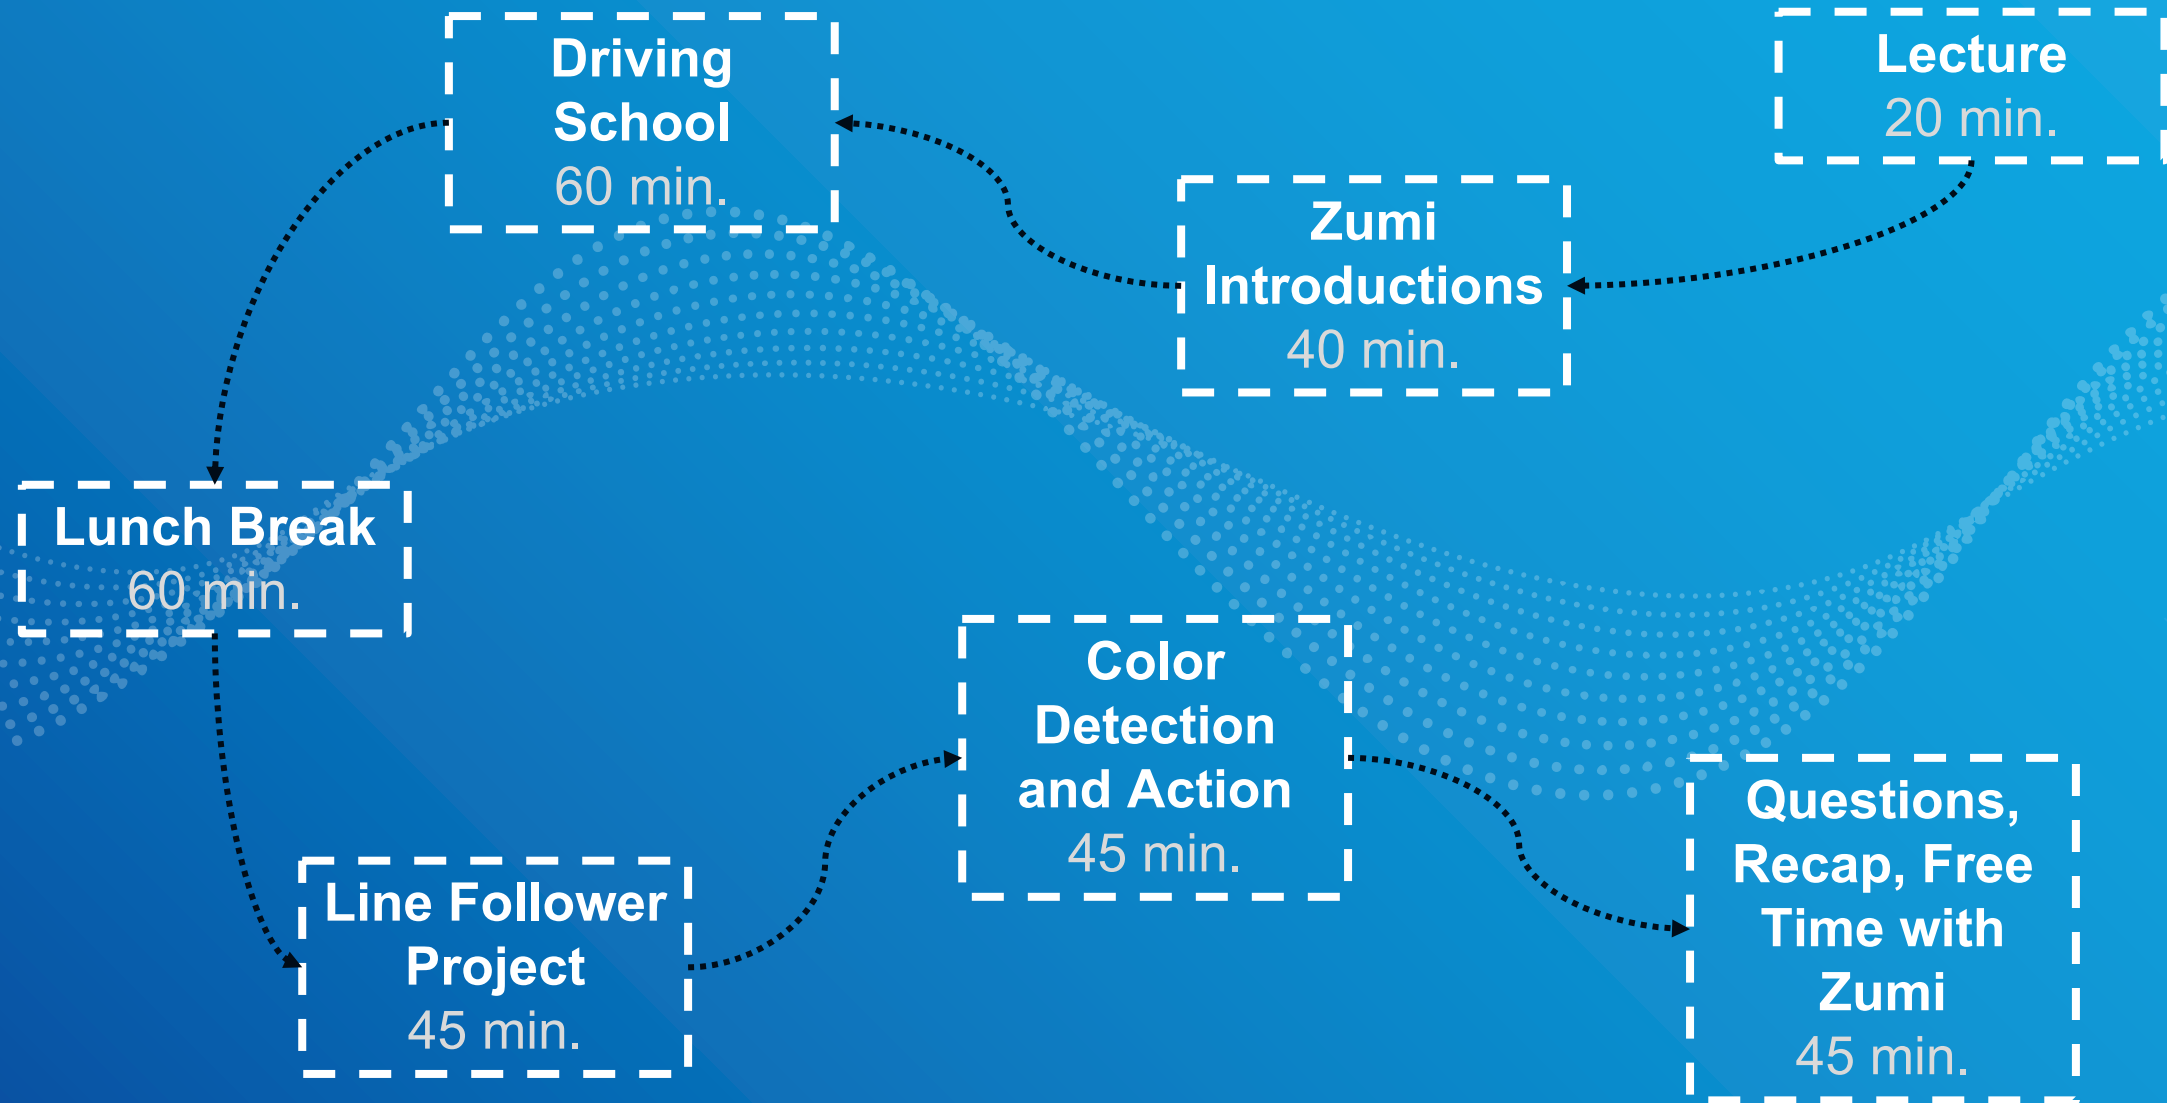 Lecture
20 min.
Zumi
Introductions
40 min.
Driving
School
60 min.
Lunch Break
60 min.
Line Follower
Project
45 min.
Color
Detection
and Action
45 min.
Questions,
Recap, Free
Time with
Zumi
45 min.